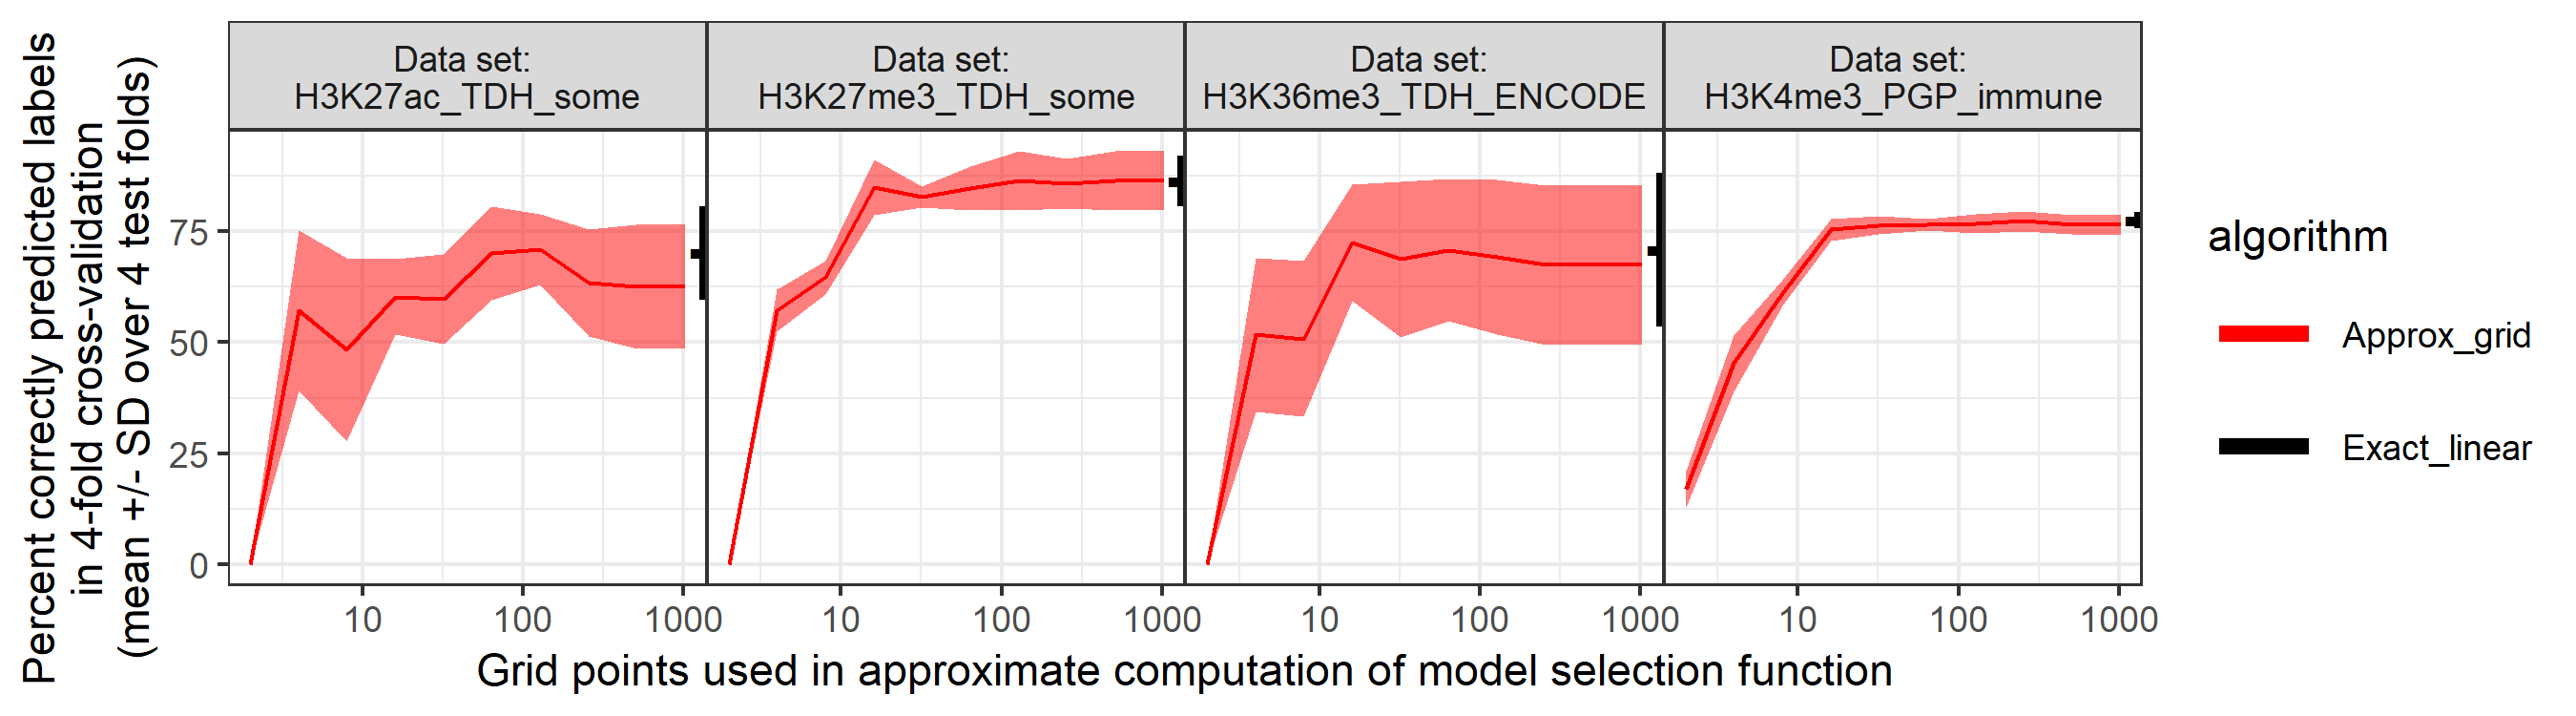 Percent correctly predicted labels
in 4-fold cross-validation
(mean +/- SD over 4 test folds)
Data set:
H3K27ac_TDH_some
Data set:
H3K27me3_TDH_some
Data set:
H3K36me3_TDH_ENCODE
Data set:
H3K4me3_PGP_immune
75
50
25
0
10 100 1000
10 100 1000
10 100 1000
10 100 1000
Grid points used in approximate computation of model selection function
algorithm
Approx_grid
Exact_linear